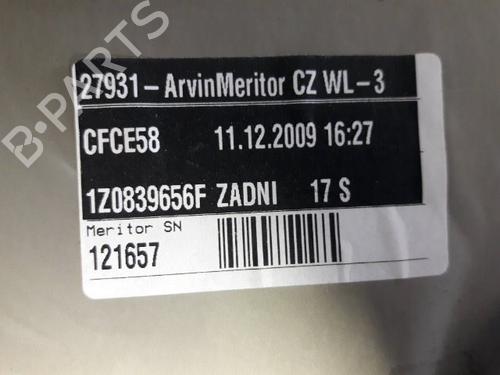 27931 - ArvinMeritor CZ WL - 3
CFCE58 11.12.2009 16:27
1Z0839656F ZADNI 17 S
Meritor SN
121657
B-PARTS